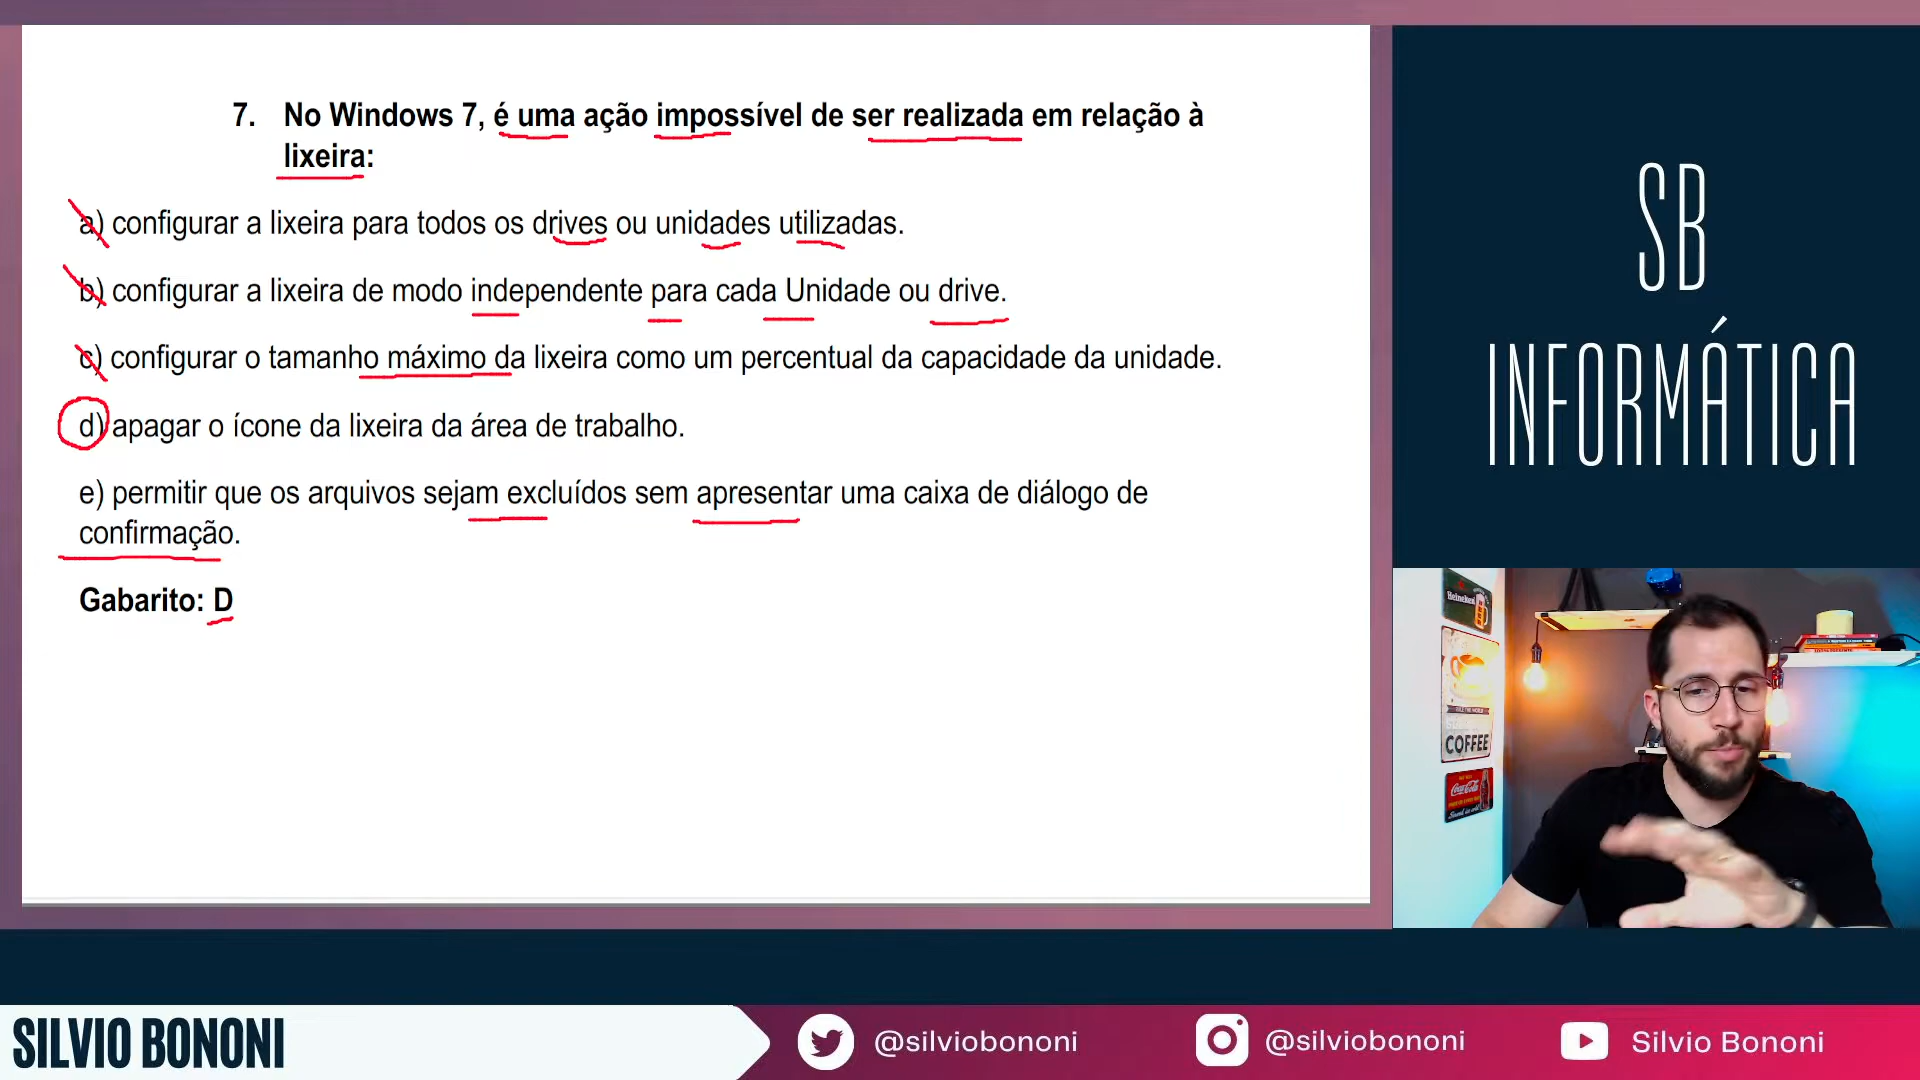 7. No Windows 7, é uma ação impossível de ser realizada em relação à
lixeira:
a) configurar a lixeira para todos os drives ou unidades utilizadas.
b) configurar a lixeira de modo independente para cada Unidade ou drive.
c) configurar o tamanho máximo da lixeira como um percentual da capacidade da unidade.
d) apagar o ícone da lixeira da área de trabalho.
e) permitir que os arquivos sejam excluídos sem apresentar uma caixa de diálogo de
confirmação.
Gabarito: D
SB
INFORMÁTICA
Heineken
COFFEE
Coca-Cola
SILVIO BONONI
@silviobononi
@silviobononi
Silvio Bononi